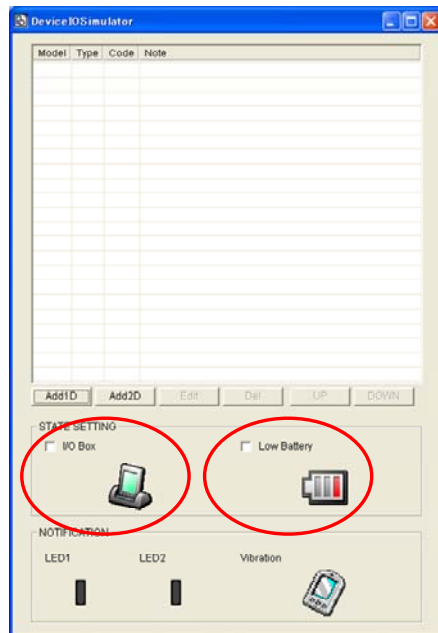 DeviceIOSimulator
Model Type Code Note
Add1D Add2D Edit Del UP DOWN
STATE SETTING
I/O Box Low Battery
NOTIFICATION
LED1 LED2 Vibration